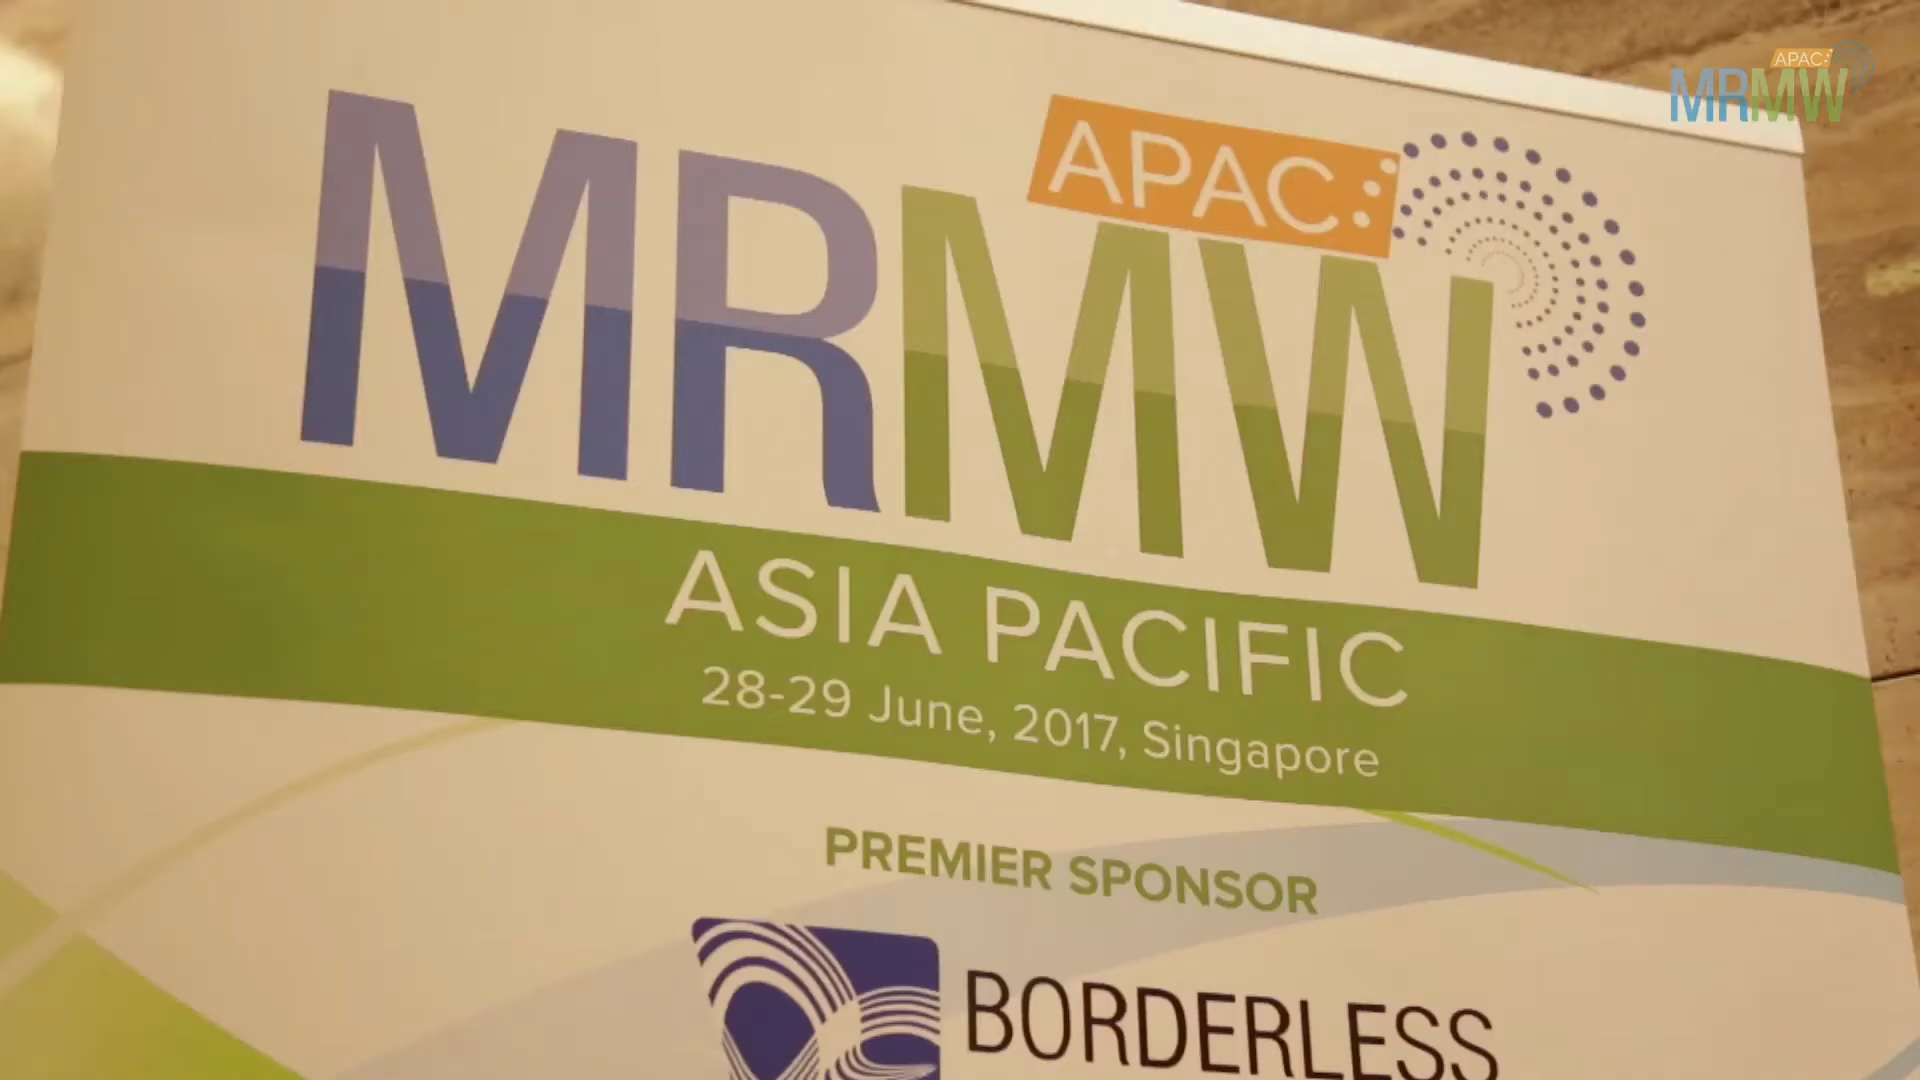 APAC:
MRMW
APAC:
MRMW
ASIA PACIFIC
28-29 June, 2017, Singapore
PREMIER SPONSOR
BORDERLESS